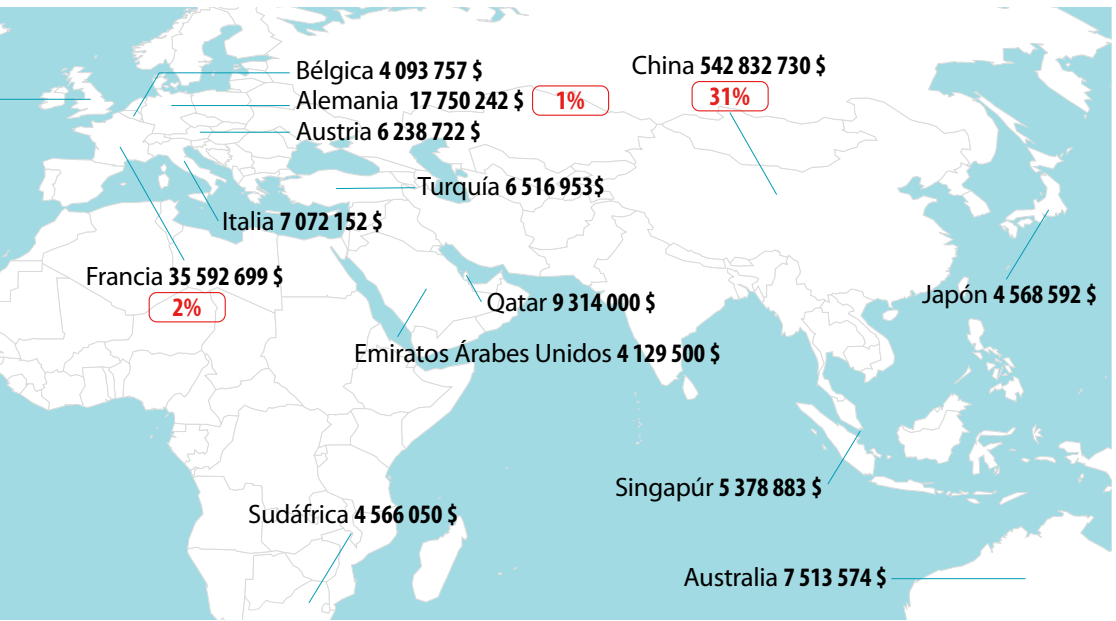 Bélgica 4 093 757 $
Alemania 17 750 242 $ 1%
Austria 6 238 722 $
China 542 832 730 $
31%
Turquía 6 516 953$
Italia 7 072 152 $
Francia 35 592 699 $
2%
Qatar 9 314 000 $
Japón 4 568 592 $
Emiratos Árabes Unidos 4 129 500 $
Singapúr 5 378 883 $
Sudáfrica 4 566 050 $
Australia 7 513 574 $